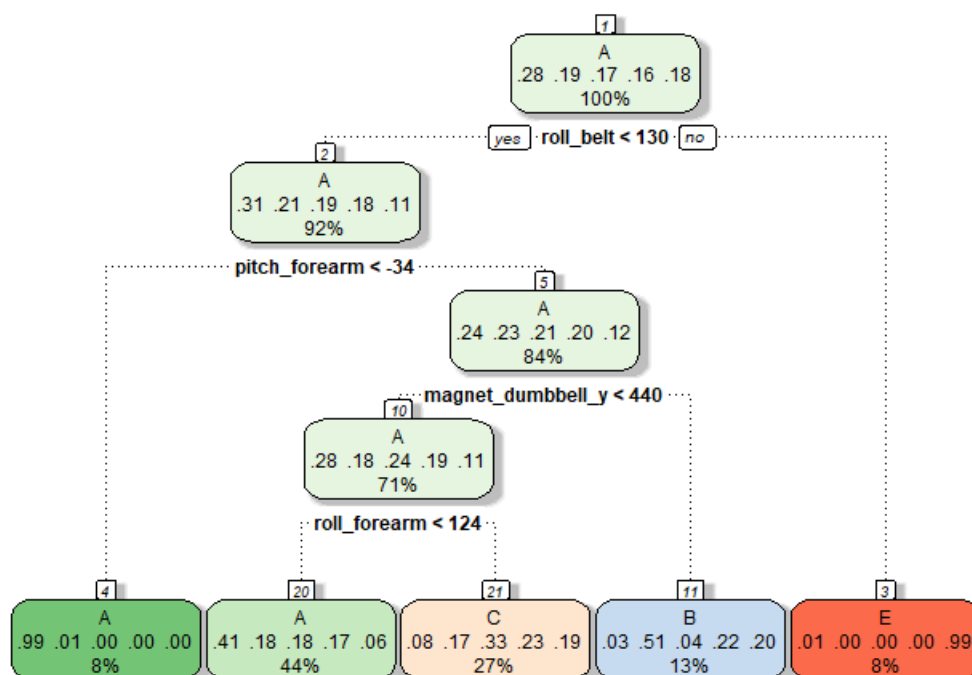 1
A
.28 .19 .17 .16 .18
100%
yes roll_belt < 130 no
2
A
.31 .21 .19 .18 .11
92%
pitch_forearm < -34
5
A
.24 .23 .21 .20 .12
84%
magnet_dumbbell_y < 440
10
A
.28 .18 .24 .19 .11
71%
roll_forearm < 124
4
A
.99 .01 .00 .00 .00
8%
20
A
.41 .18 .18 .17 .06
44%
21
C
.08 .17 .33 .23 .19
27%
11
B
.03 .51 .04 .22 .20
13%
3
E
.01 .00 .00 .00 .99
8%